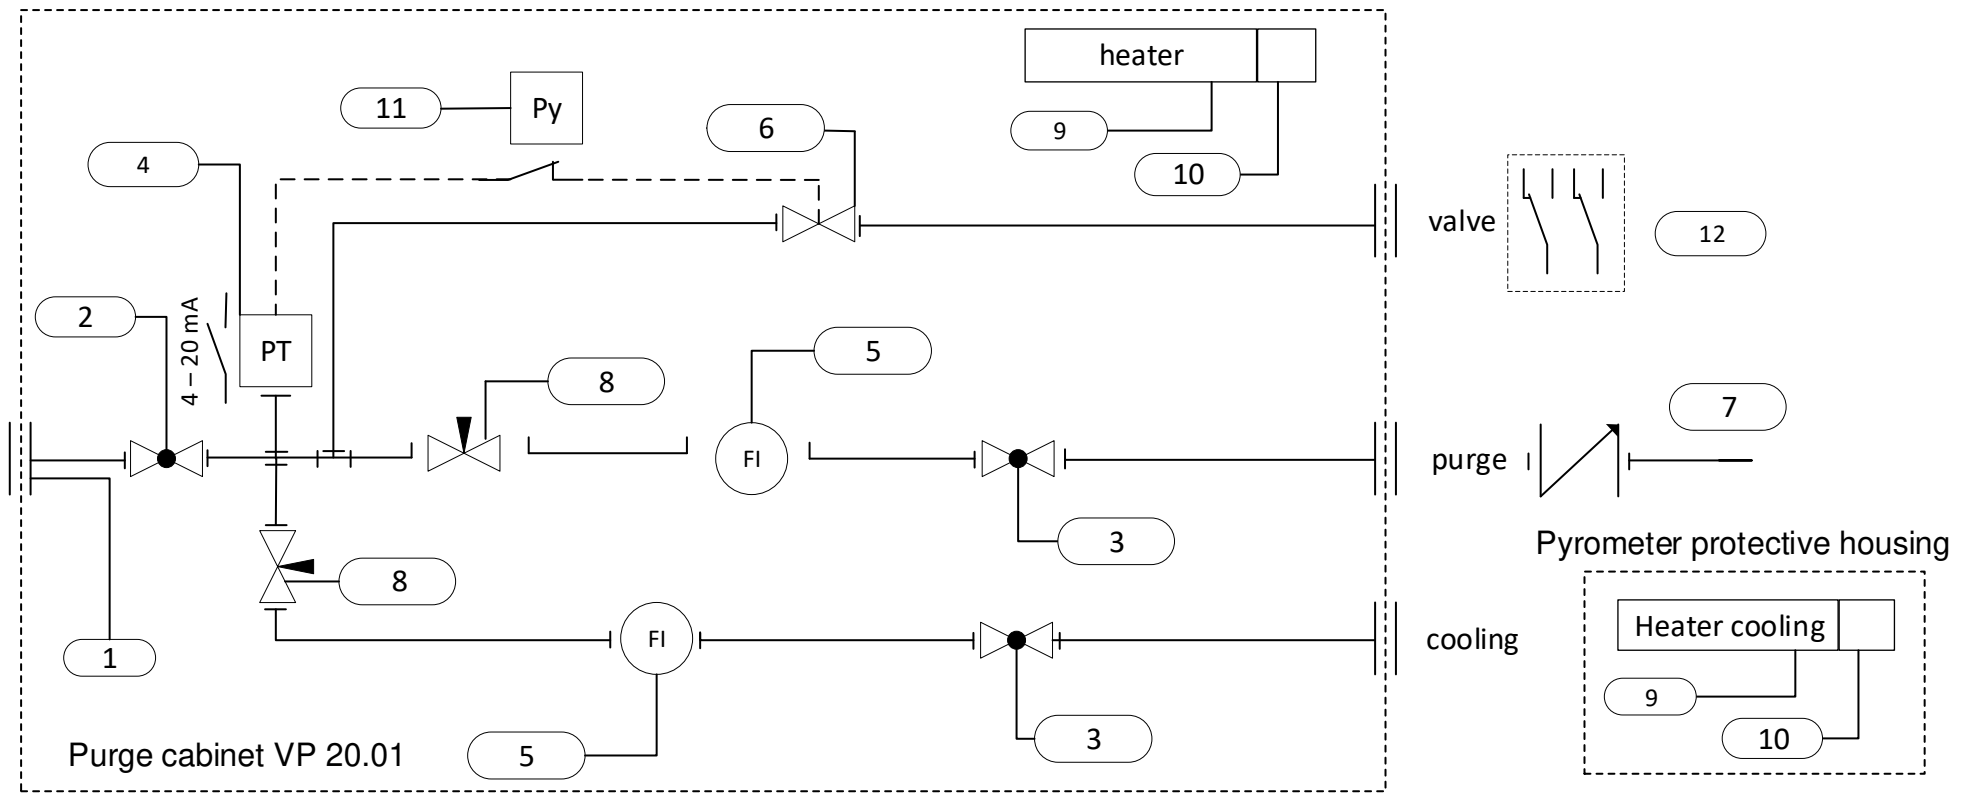 heater
11
Py
6
9
4
10
valve
12
2
4 – 20 mA
PT
5
8
7
FI
purge
3
Pyrometer protective housing
8
FI
cooling
Heater cooling
1
9
3
10
5
Purge cabinet VP 20.01